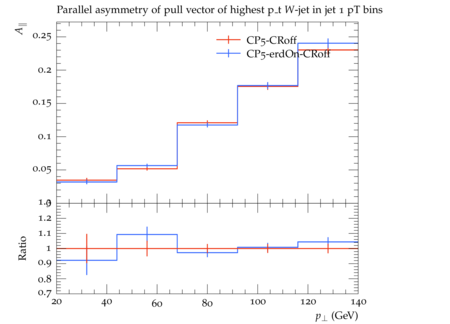 Parallel asymmetry of pull vector of highest p_t W-jet in jet 1 pT bins
A∥
CP5-CRoff
CP5-erdOn-CRoff
0.25
0.2
0.15
0.1
0.05
1.2
1.1
1
0.9
0.8
0.7
Ratio
20 40 60 80 100 120 140
p⊥ (GeV)